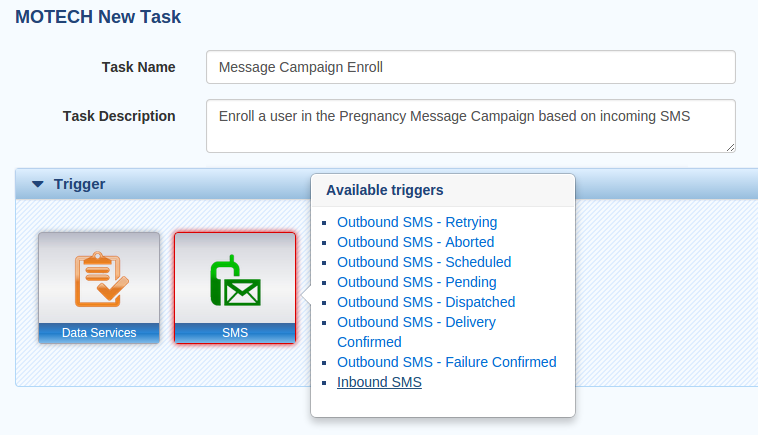 MOTECH New Task
Task Name
Message Campaign Enroll
Task Description
Enroll a user in the Pregnancy Message Campaign based on incoming SMS
Trigger
Data Services
SMS
Available triggers
Outbound SMS - Retrying
Outbound SMS - Aborted
Outbound SMS - Scheduled
Outbound SMS - Pending
Outbound SMS - Dispatched
Outbound SMS - Delivery
Confirmed
Outbound SMS - Failure Confirmed
Inbound SMS